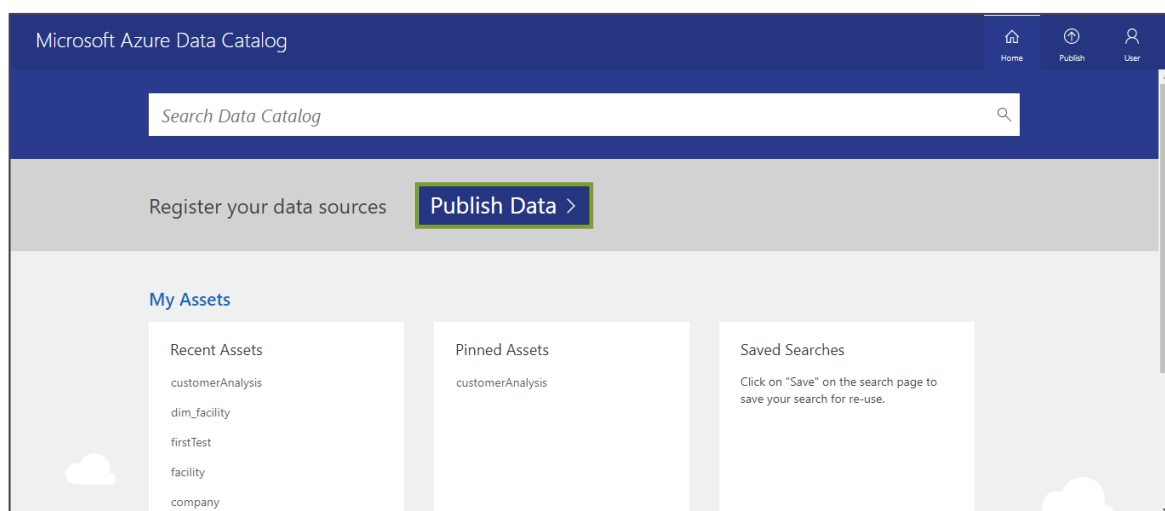 Microsoft Azure Data Catalog
Home
Publish
User
Search Data Catalog
Register your data sources
Publish Data >
My Assets
Recent Assets
customerAnalysis
dim_facility
firstTest
facility
company
Pinned Assets
customerAnalysis
Saved Searches
Click on "Save" on the search page to
save your search for re-use.